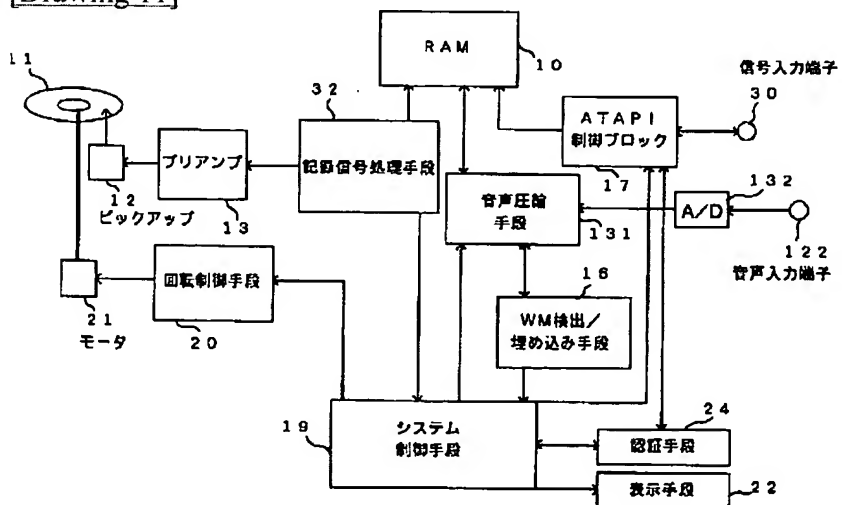 [Drawing 11]
11
RAM
10
信号入力端子
30
32
ATAPI
制御ブロック
17
プリアンプ
記録信号処理手段
12
ピックアップ
13
音声圧縮
手段
131
A/D
132
122
音声入力端子
16
回転制御手段
21
モータ
20
WM検出/
埋め込み手段
19
システム
制御手段
24
認証手段
表示手段
22